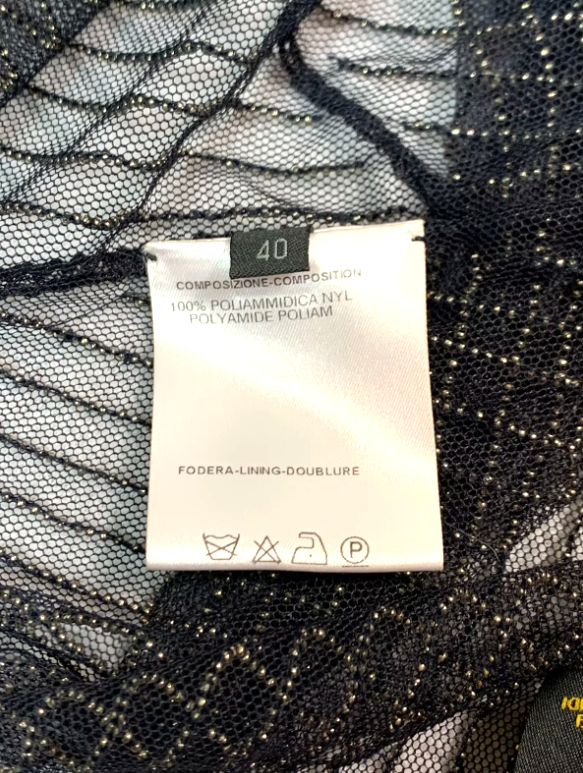 40
COMPOSIZIONE-COMPOSITION
100% POLIAMMIDICA NYL
POLYAMIDE POLIAM
FODERA-LINING-DOUBLURE
P